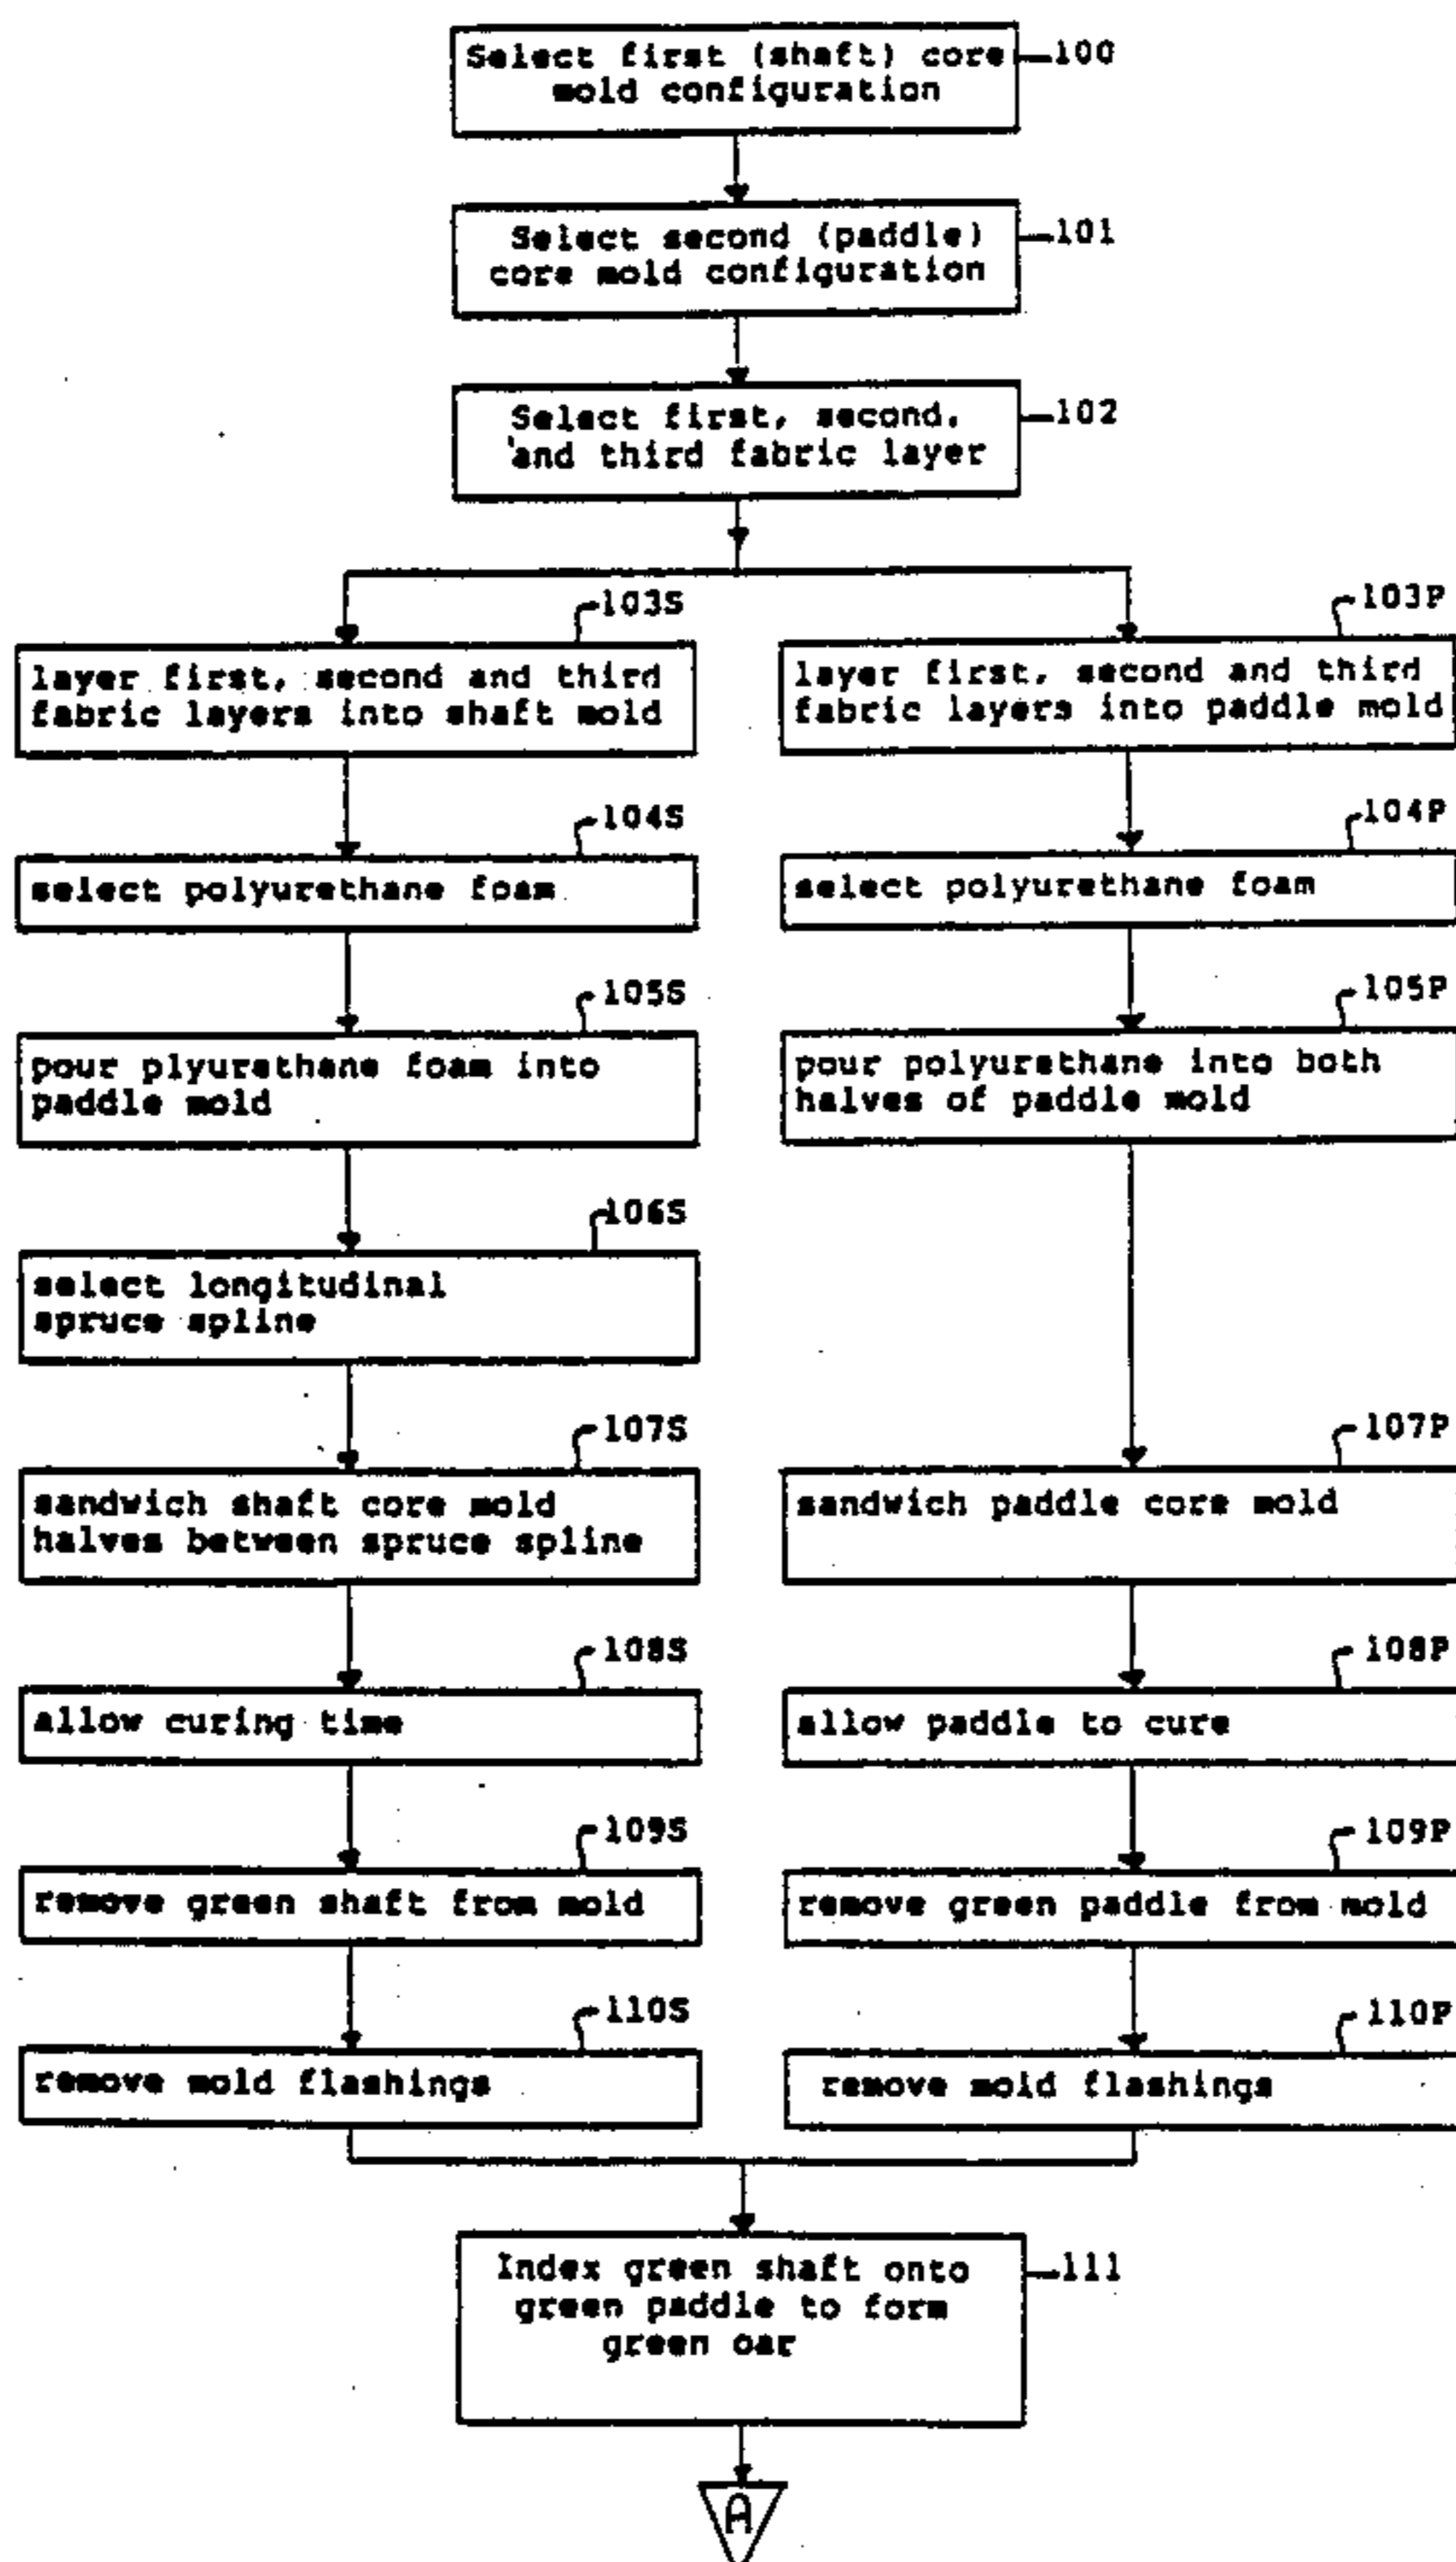 Select first (shaft) core
mold configuration
100
Select second (paddle)
core mold configuration
101
Select first, second,
and third fabric layer
102
103S
layer first, second and third
fabric layers into shaft mold
103P
layer first, second and third
fabric layers into paddle mold
104S
select polyurethane foam
104P
select polyurethane foam
105S
pour plyurethane foam into
paddle mold
105P
pour polyurethane into both
halves of paddle mold
106S
select longitudinal
spruce spline
107S
sandwich shaft core mold
halves between spruce spline
107P
sandwich paddle core mold
108S
allow curing time
108P
allow paddle to cure
109S
remove green shaft from mold
109P
remove green paddle from mold
110S
remove mold flashings
110P
remove mold flashings
Index green shaft onto
green paddle to form
green oar
111
A